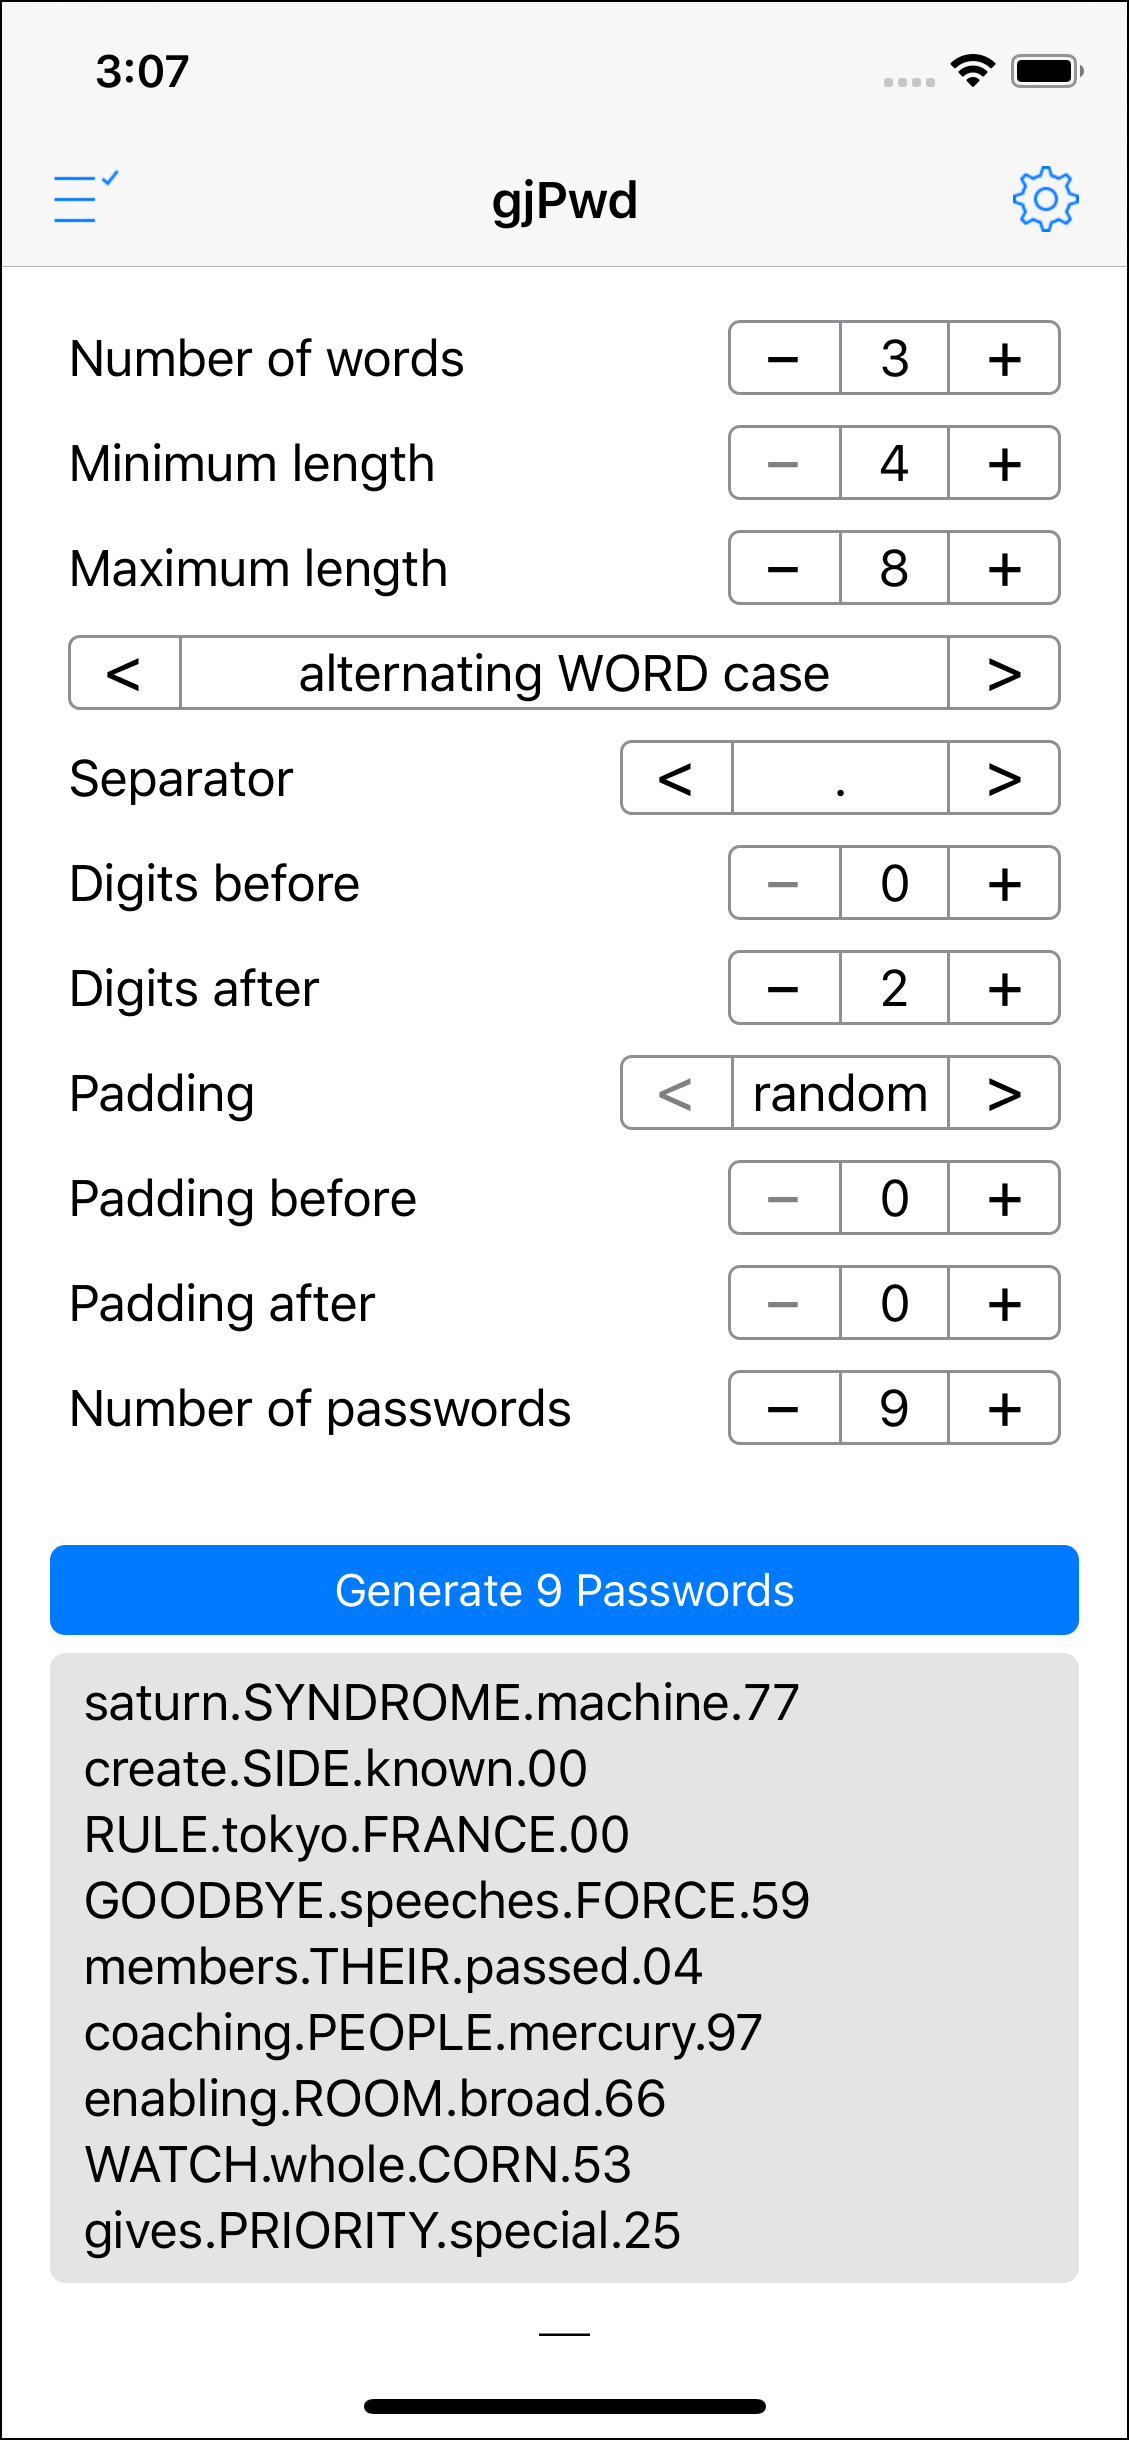 3:07
gjPwd
Number of words − 3 +
Minimum length − 4 +
Maximum length − 8 +
< alternating WORD case >
Separator < . >
Digits before − 0 +
Digits after − 2 +
Padding < random >
Padding before − 0 +
Padding after − 0 +
Number of passwords − 9 +
Generate 9 Passwords
saturn.SYNDROME.machine.77
create.SIDE.known.00
RULE.tokyo.FRANCE.00
GOODBYE.speeches.FORCE.59
members.THEIR.passed.04
coaching.PEOPLE.mercury.97
enabling.ROOM.broad.66
WATCH.whole.CORN.53
gives.PRIORITY.special.25